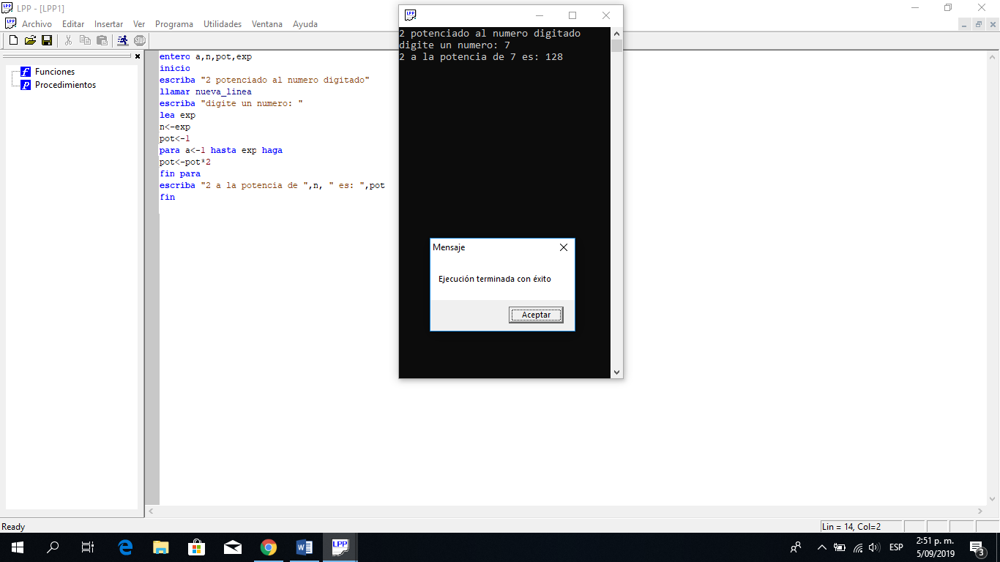 LPP - [LPP1]
Archivo Editar Insertar Ver Programa Utilidades Ventana Ayuda
Funciones
Procedimientos
entero a,n,pot,exp
inicio
escriba "2 potenciado al numero digitado"
llamar nueva_linea
escriba "digite un numero: "
lea exp
n<-exp
pot<-1
para a<-1 hasta exp haga
pot<-pot*2
fin para
escriba "2 a la potencia de ",n, " es: ",pot
fin
2 potenciado al numero digitado
digite un numero: 7
2 a la potencia de 7 es: 128
Mensaje
Ejecución terminada con éxito
Aceptar
Ready
Lin = 14, Col=2
LPP
ESP
2:51 p. m.
5/09/2019
3